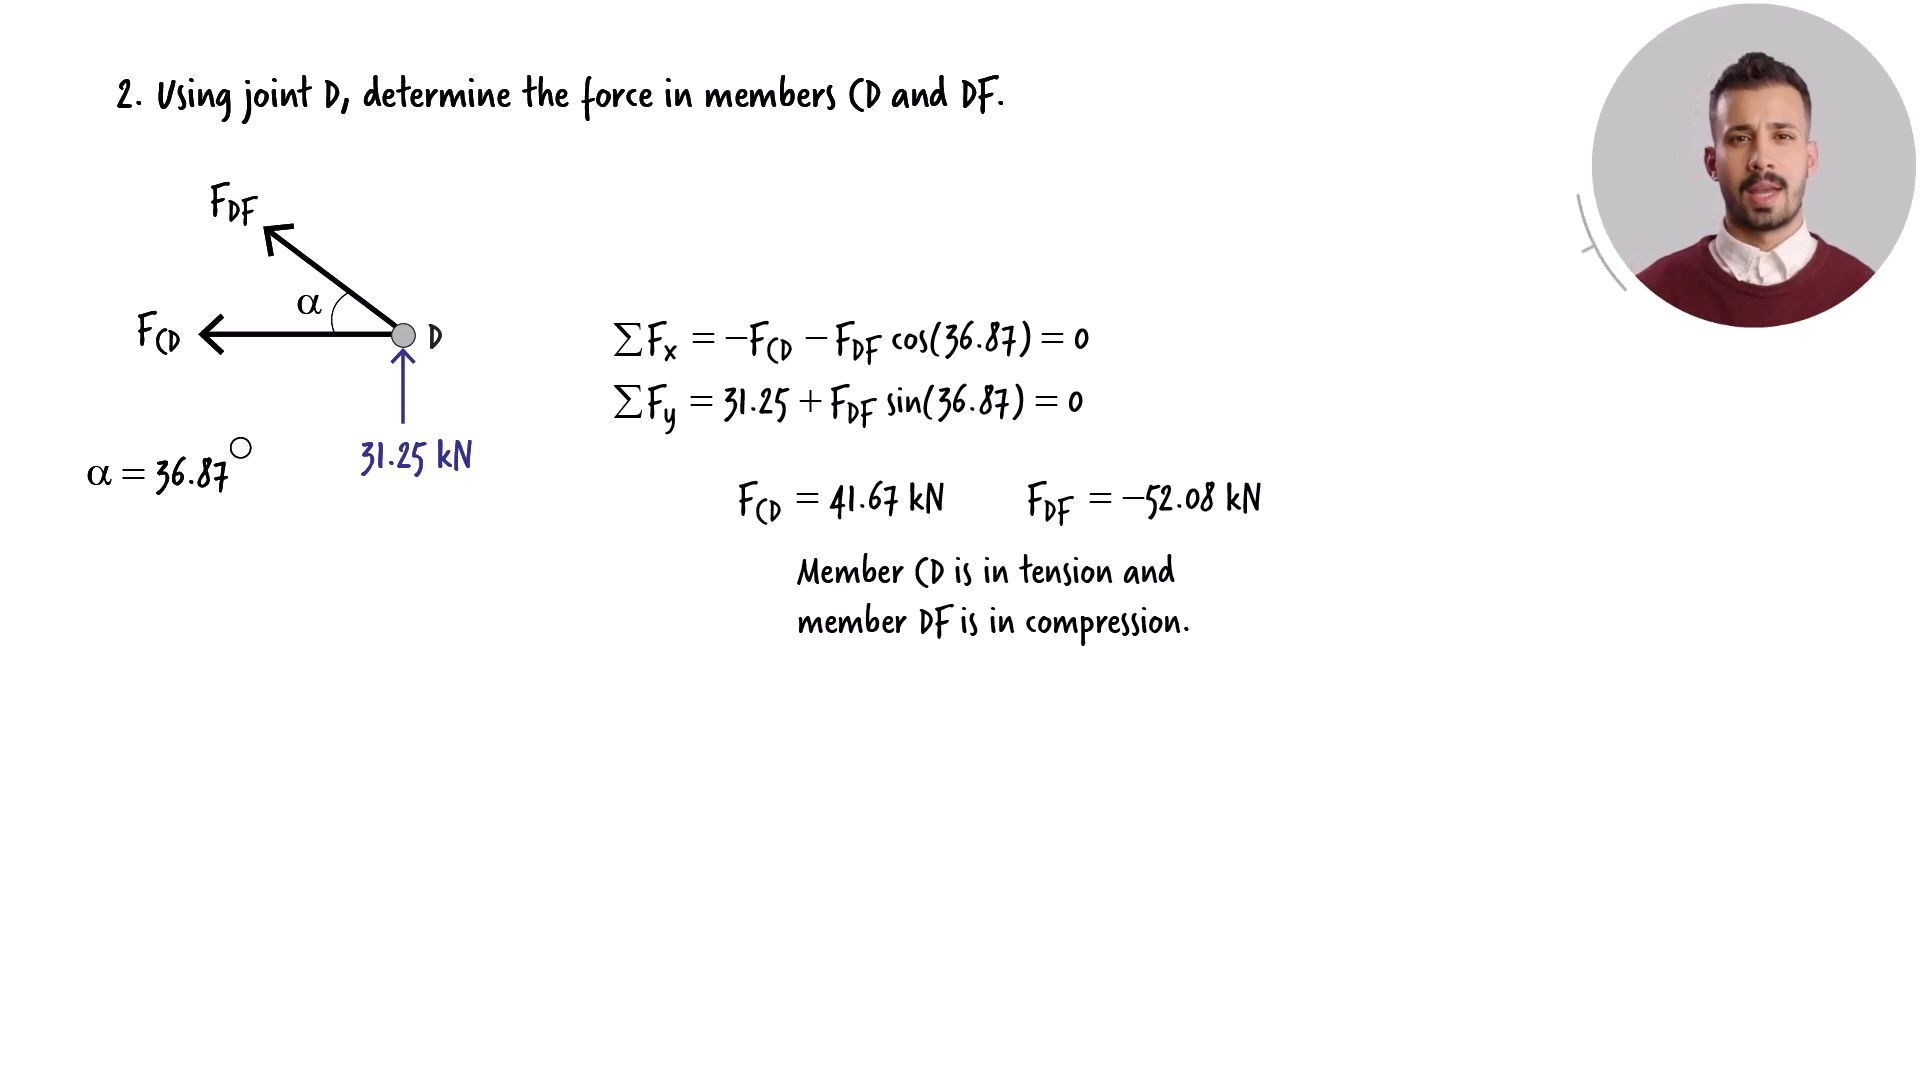 2. Using joint D, determine the force in members CD and DF.
F_DF
α
F_CD
D
∑F_x = −F_CD − F_DF cos(36.87) = 0
∑F_y = 31.25 + F_DF sin(36.87) = 0
31.25 kN
α = 36.87°
F_CD = 41.67 kN F_DF = −52.08 kN
Member CD is in tension and
member DF is in compression.